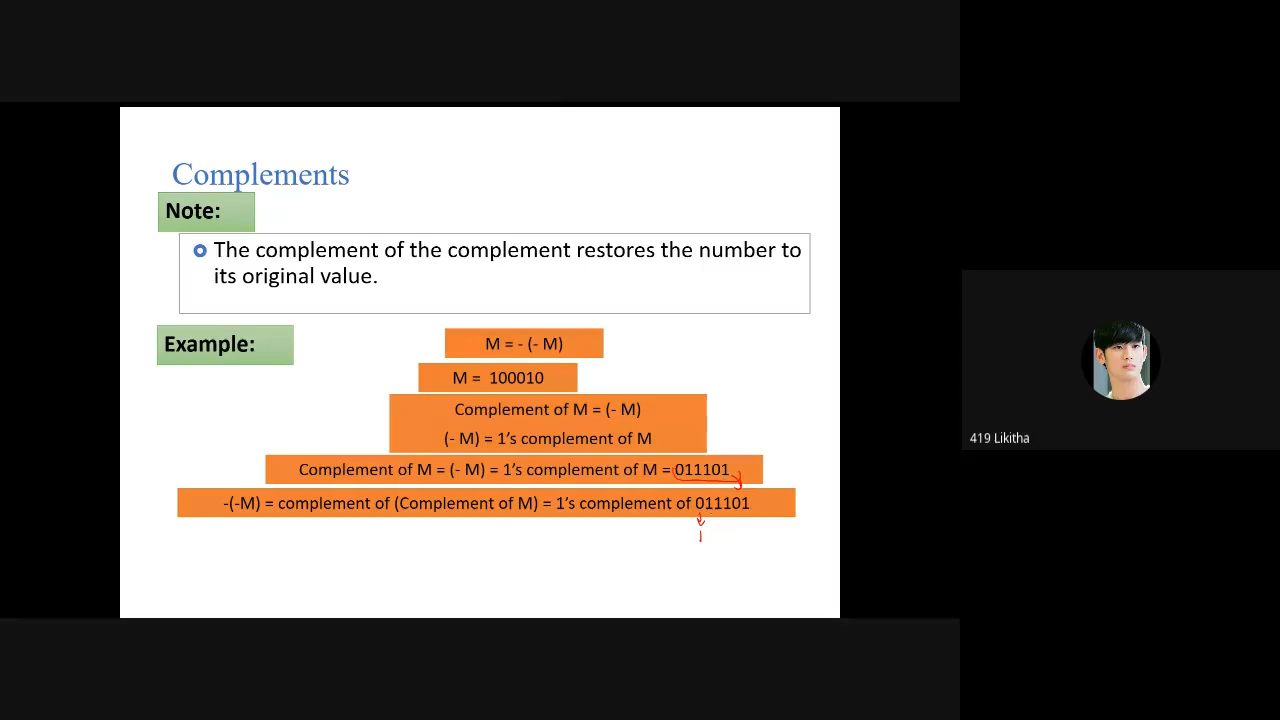 Complements
Note:
The complement of the complement restores the number to
its original value.
Example:
M = - (- M)
M = 100010
Complement of M = (- M)
(- M) = 1's complement of M
Complement of M = (- M) = 1's complement of M = 011101
-(-M) = complement of (Complement of M) = 1's complement of 011101
1
419 Likitha